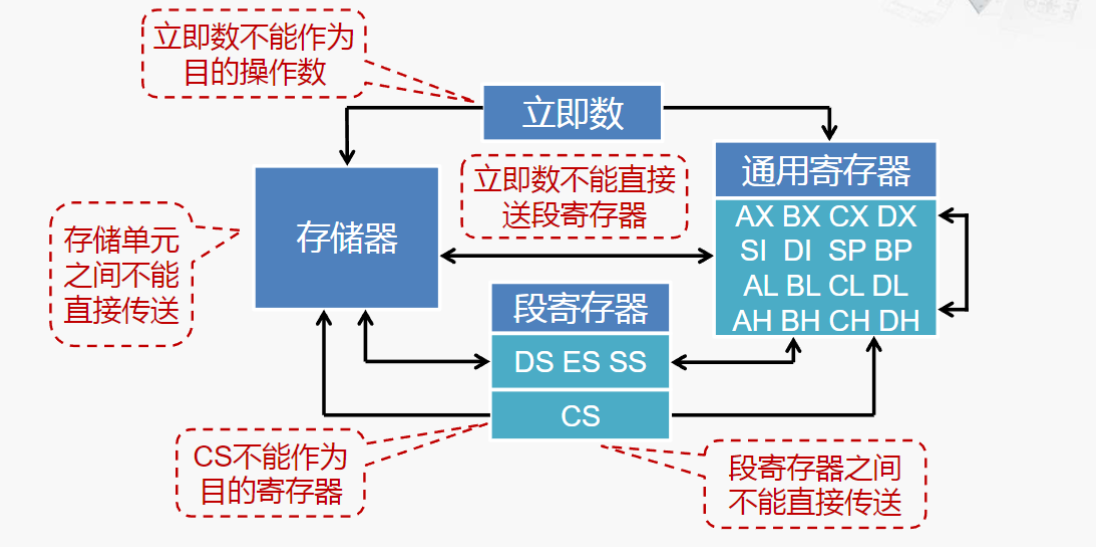 立即数不能作为
目的操作数
立即数
通用寄存器
立即数不能直接
送段寄存器
AX BX CX DX
SI DI SP BP
AL BL CL DL
AH BH CH DH
存储器
存储单元
之间不能
直接传送
段寄存器
DS ES SS
CS
CS不能作为
目的寄存器
段寄存器之间
不能直接传送